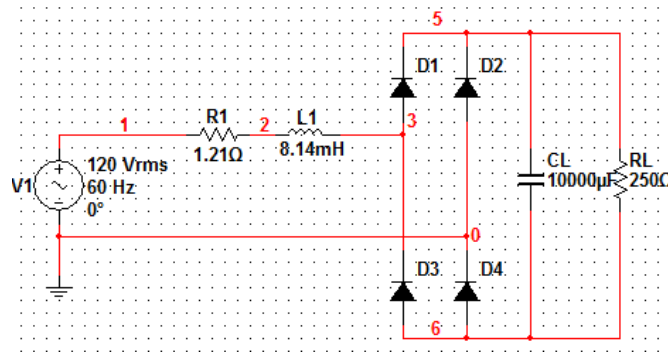 5
D1
D2
1
R1
2
L1
3
1.21Ω
8.14mH
V1
120 Vrms
60 Hz
0°
CL
10000µF
RL
250Ω
0
D3
D4
6